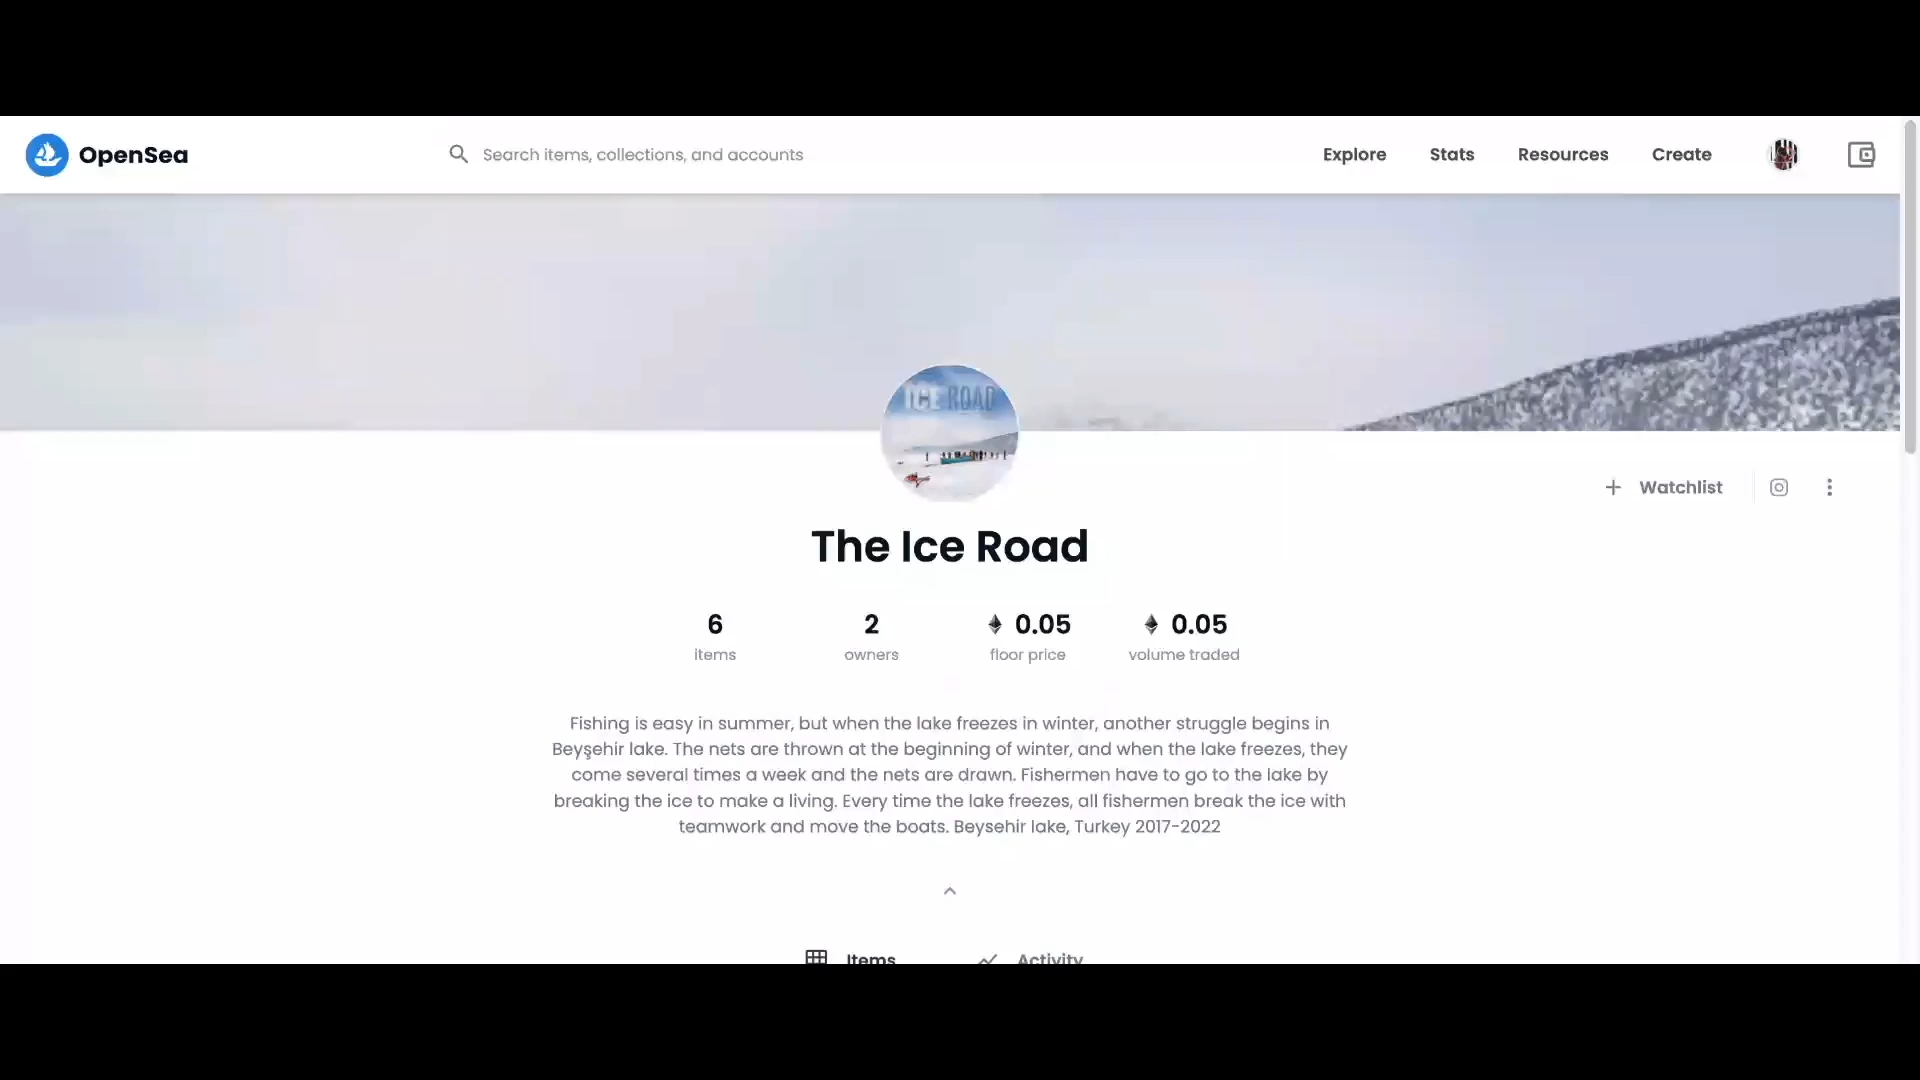 OpenSea
Search items, collections, and accounts
Explore
Stats
Resources
Create
ICE ROAD
Watchlist
The Ice Road
6
2
0.05
0.05
items
owners
floor price
volume traded
Fishing is easy in summer, but when the lake freezes in winter, another struggle begins in
Beyşehir lake. The nets are thrown at the beginning of winter, and when the lake freezes, they
come several times a week and the nets are drawn. Fishermen have to go to the lake by
breaking the ice to make a living. Every time the lake freezes, all fishermen break the ice with
teamwork and move the boats. Beysehir lake, Turkey 2017-2022
Items
Activity